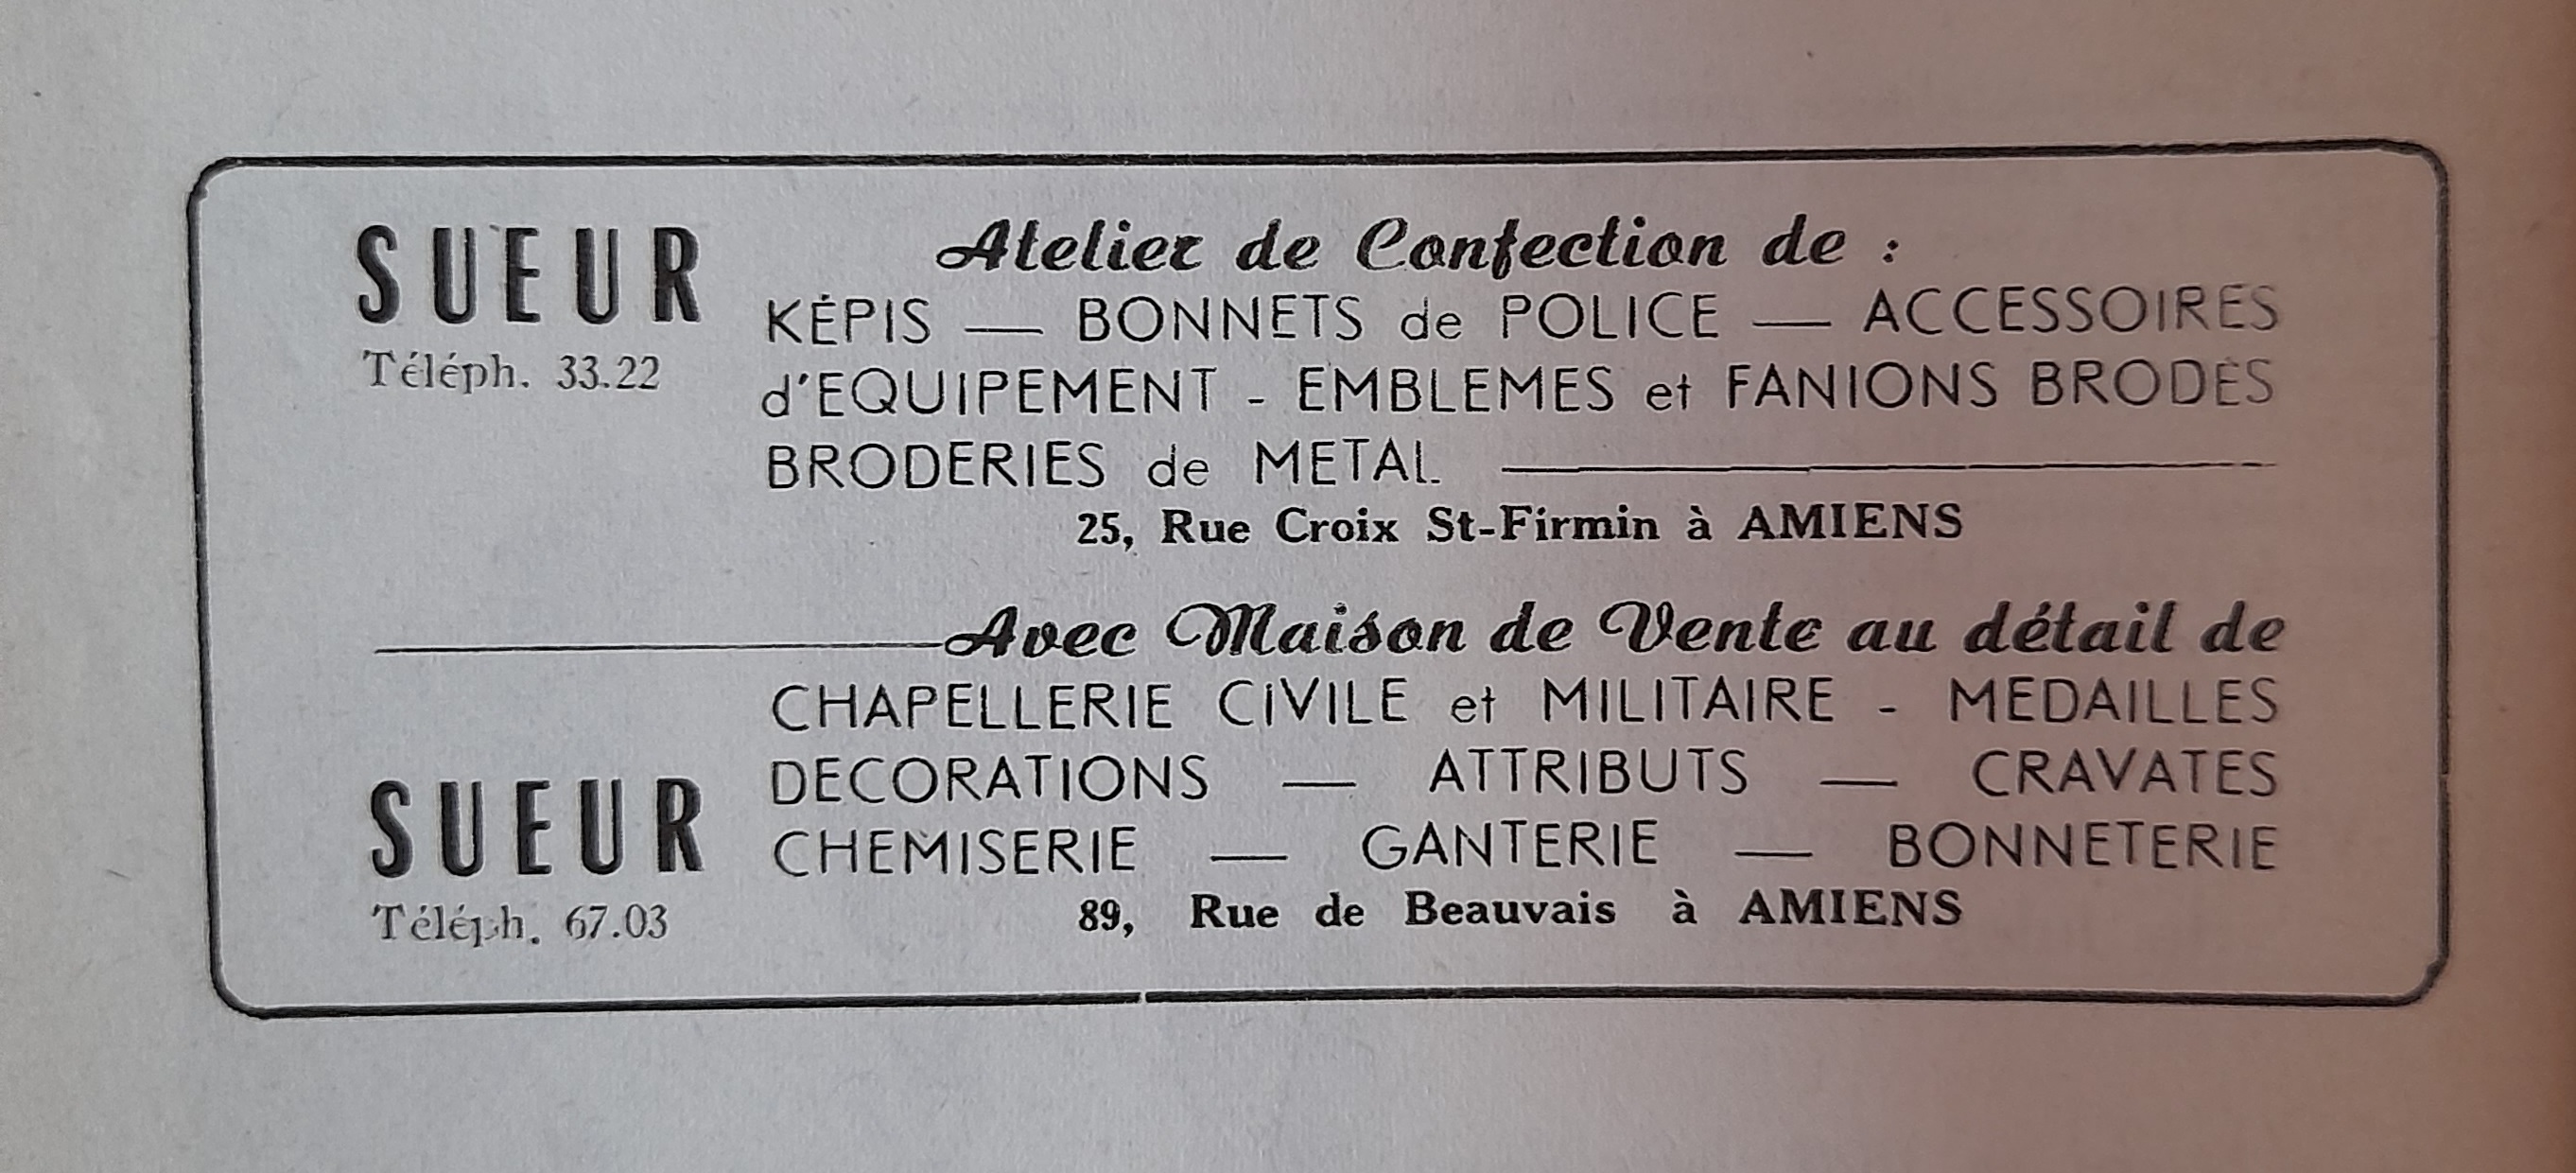 SUEUR
Téléph. 33.22
Atelier de Confection de :
KÉPIS — BONNETS de POLICE — ACCESSOIRES
d'EQUIPEMENT - EMBLEMES et FANIONS BRODÉS
BRODERIES de METAL
25, Rue Croix St-Firmin à AMIENS
Avec Maison de Vente au détail de
SUEUR
Téléph. 67.03
CHAPELLERIE CIVILE et MILITAIRE - MEDAILLES
DECORATIONS — ATTRIBUTS — CRAVATES
CHEMISERIE — GANTERIE — BONNETERIE
89, Rue de Beauvais à AMIENS